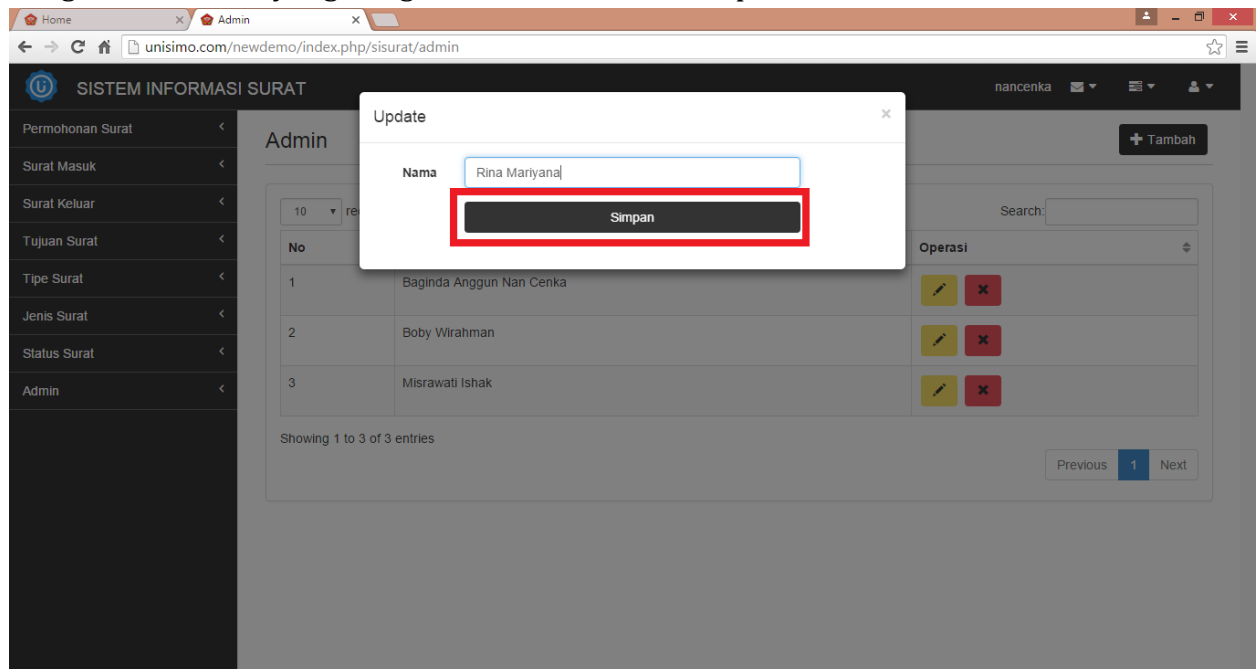 Home
Admin
unisimo.com/newdemo/index.php/sisurat/admin
SISTEM INFORMASI SURAT
nancenka
Update
Permohonan Surat
Admin
Tambah
Surat Masuk
Nama Rina Mariyana
Surat Keluar
10 re
Simpan
Search:
Tujuan Surat
No
Operasi
Tipe Surat
1 Baginda Anggun Nan Cenka
Jenis Surat
2 Boby Wirahman
Status Surat
3 Misrawati Ishak
Admin
Showing 1 to 3 of 3 entries
Previous 1 Next